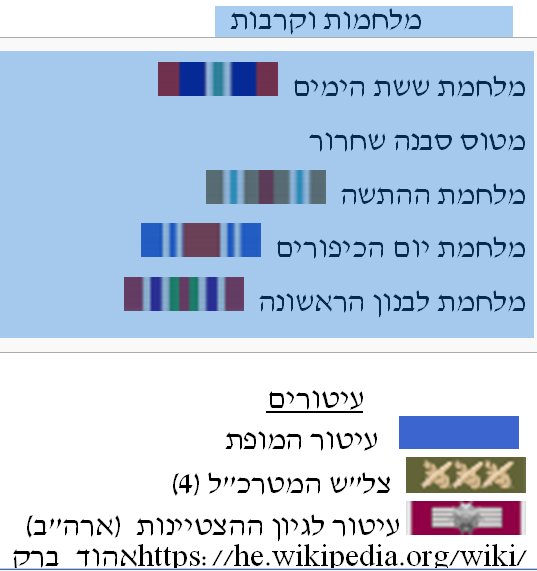 מלחמות וקרבות
מלחמת ששת הימים
מטוס סבנה שחרור
מלחמת ההתשה
מלחמת יום הכיפורים
מלחמת לבנון הראשונה
עיטורים
עיטור המופת
צל״ש המטרכ״ל (4)
עיטור לגיון ההצטיינות (ארה״ב)
https://he.wikipedia.org/wiki/אהוד ברק